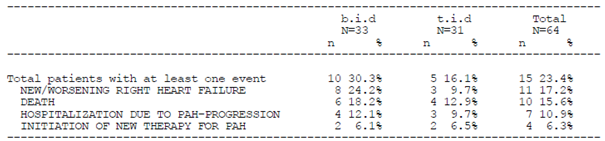 --------------------------------------------------------------------------------
b.i.d t.i.d Total
N=33 N=31 N=64
n % n % n %
--------------------------------------------------------------------------------
Total patients with at least one event 10 30.3% 5 16.1% 15 23.4%
NEW/WORSENING RIGHT HEART FAILURE 8 24.2% 3 9.7% 11 17.2%
DEATH 6 18.2% 4 12.9% 10 15.6%
HOSPITALIZATION DUE TO PAH-PROGRESSION 4 12.1% 3 9.7% 7 10.9%
INITIATION OF NEW THERAPY FOR PAH 2 6.1% 2 6.5% 4 6.3%
--------------------------------------------------------------------------------